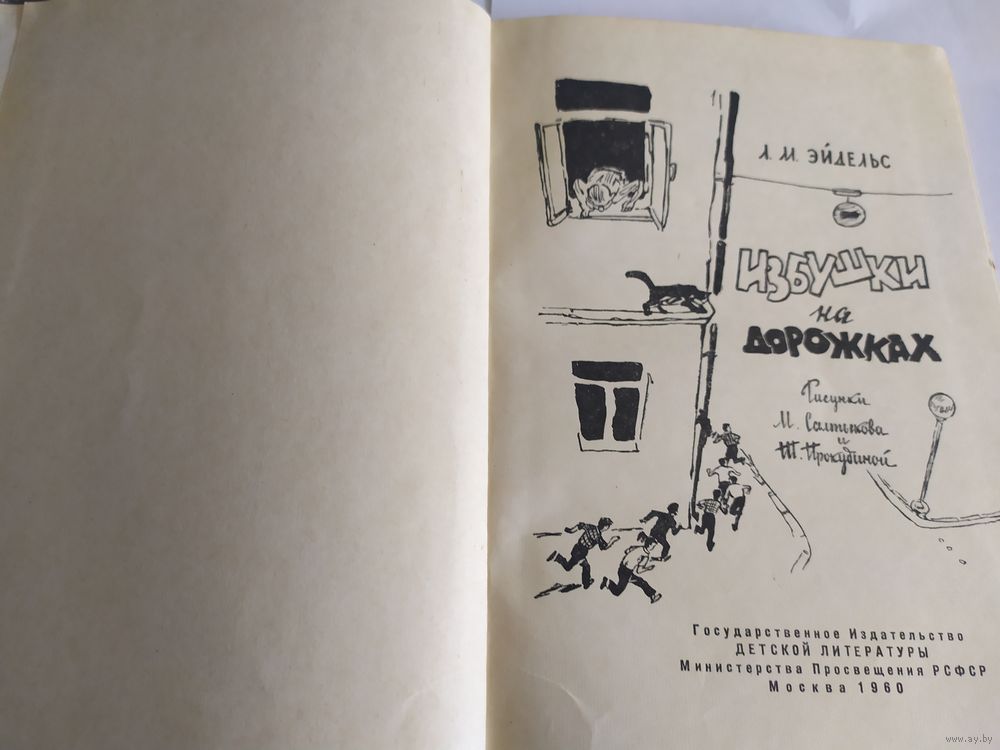 Л. М. ЭЙДЕЛЬС
ИЗБУШКИ
на
ДОРОЖКАХ
Рисунки
М. Салтыкова
и
Т. Прокудиной
Государственное Издательство
ДЕТСКОЙ ЛИТЕРАТУРЫ
Министерства Просвещения РСФСР
Москва 1960
www.ay.by